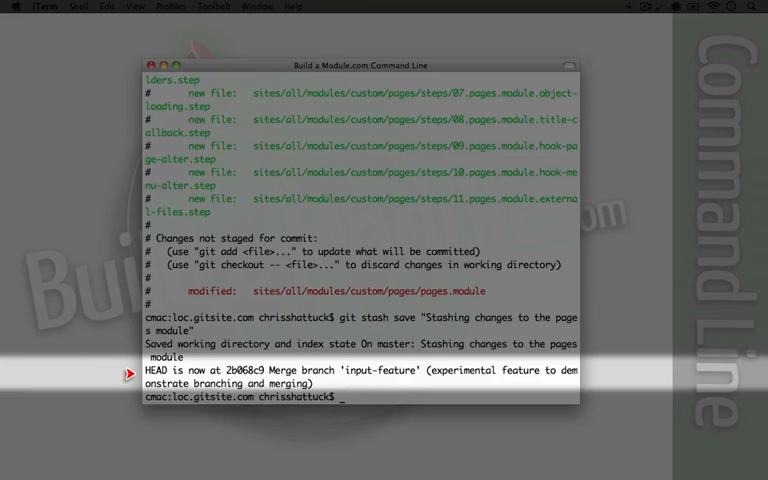 iTerm Shell Edit View Profiles Toolbelt Window Help
Build a Module.com Command Line
lders.step
# new file: sites/all/modules/custom/pages/steps/07.pages.module.object-
loading.step
# new file: sites/all/modules/custom/pages/steps/08.pages.module.title-c
allback.step
# new file: sites/all/modules/custom/pages/steps/09.pages.module.hook-pa
ge-alter.step
# new file: sites/all/modules/custom/pages/steps/10.pages.module.hook-me
nu-alter.step
# new file: sites/all/modules/custom/pages/steps/11.pages.module.externa
l-files.step
#
# Changes not staged for commit:
# (use "git add <file>..." to update what will be committed)
# (use "git checkout -- <file>..." to discard changes in working directory)
#
# modified: sites/all/modules/custom/pages/pages.module
#
cmac:loc.gitsite.com chrisshattuck$ git stash save "Stashing changes to the page
s module"
Saved working directory and index state On master: Stashing changes to the pages
module
HEAD is now at 2b068c9 Merge branch 'input-feature' (experimental feature to dem
onstrate branching and merging)
cmac:loc.gitsite.com chrisshattuck$ _
Command Line